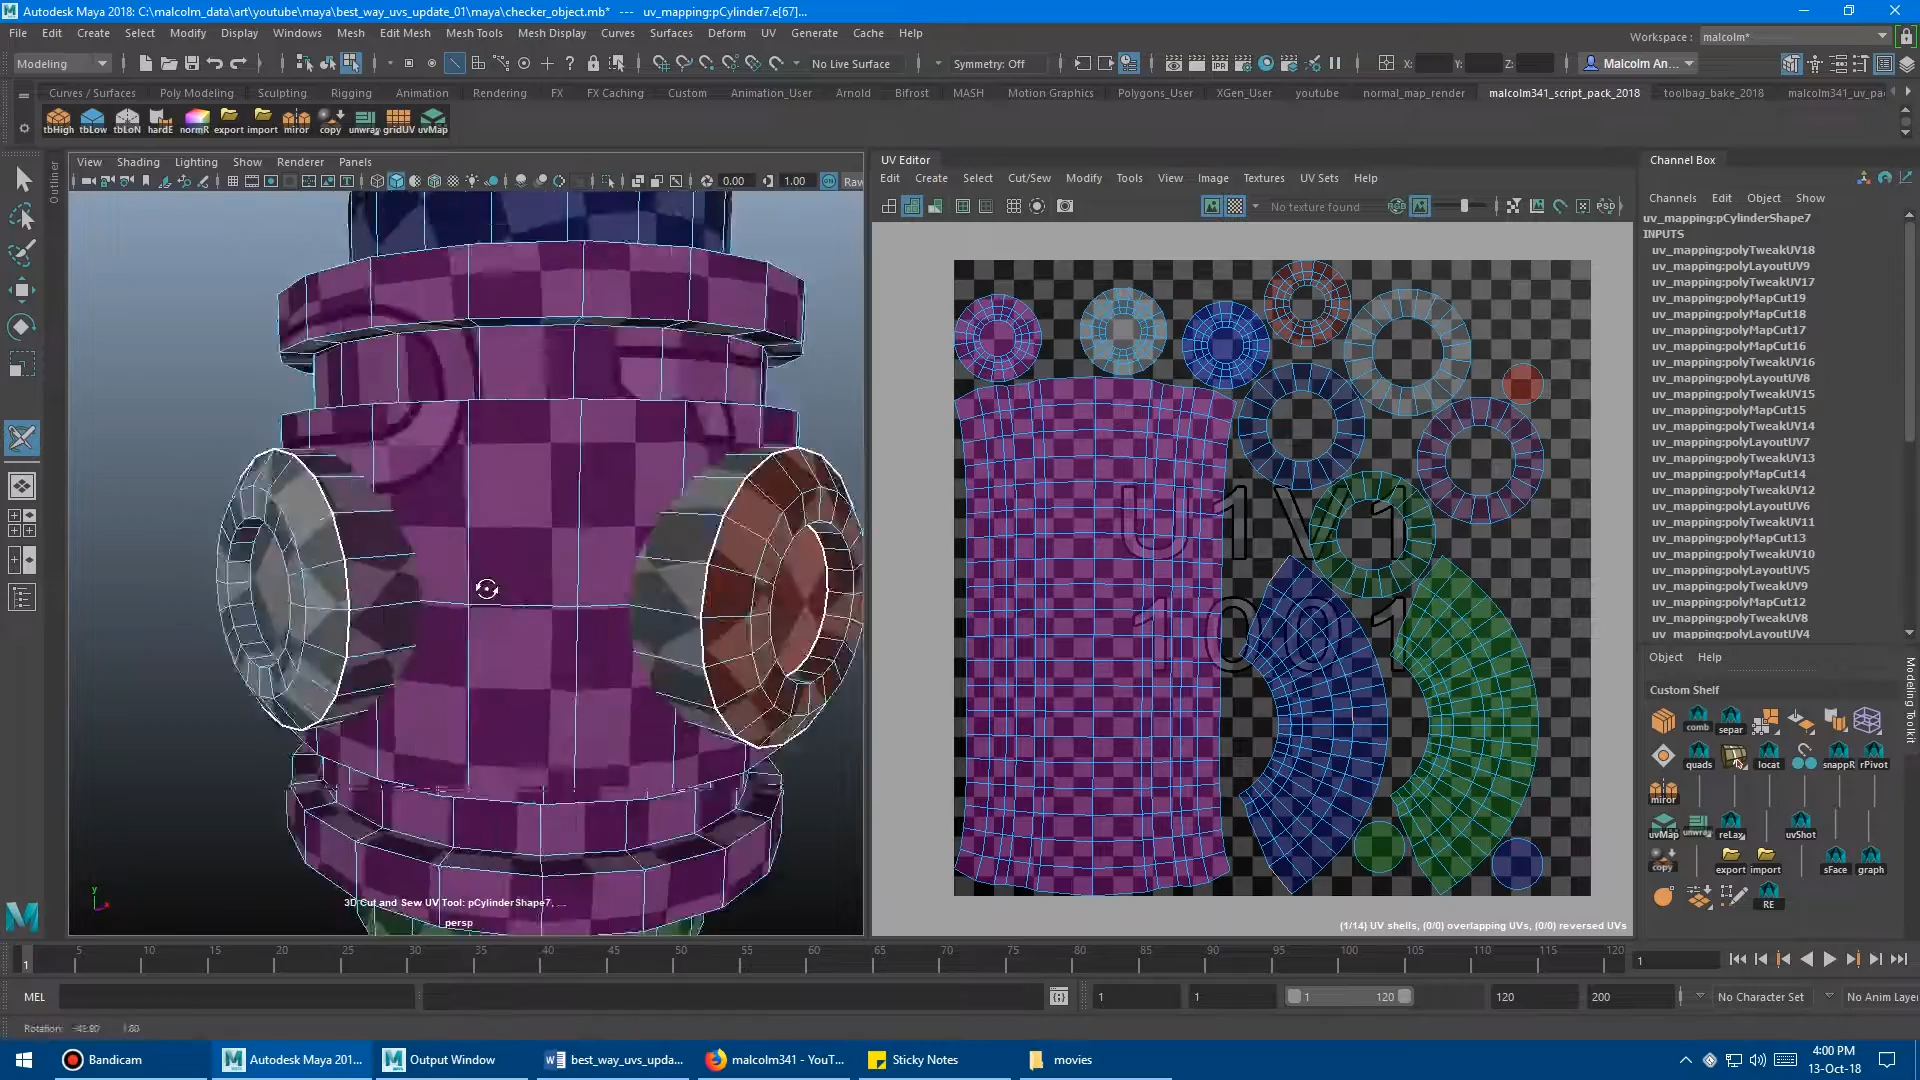 Autodesk Maya 2018: C:\malcolm_data\art\youtube\maya\best_way_uvs_update_01\maya\checker_object.mb* --- uv_mapping:pCylinder7.e[67]...
File Edit Create Select Modify Display Windows Mesh Edit Mesh Mesh Tools Mesh Display Curves Surfaces Deform UV Generate Cache Help
Workspace : malcolm*
Modeling No Live Surface Symmetry: Off X: Y: Z: Malcolm An...
Curves / Surfaces Poly Modeling Sculpting Rigging Animation Rendering FX FX Caching Custom Animation_User Arnold Bifrost MASH Motion Graphics Polygons_User XGen_User youtube normal_map_render malcolm341_script_pack_2018 toolbag_bake_2018 malcolm341_uv_pa
tbHigh tbLow tbLoN hardE normR export import miror copy unwra gridUV uvMap
Outliner
View Shading Lighting Show Renderer Panels
0.00 1.00 Raw
3D Cut and Sew UV Tool: pCylinderShape7, ...
persp
y
UV Editor
Edit Create Select Cut/Sew Modify Tools View Image Textures UV Sets Help
No texture found
U1V1
1001
(1/14) UV shells, (0/0) overlapping UVs, (0/0) reversed UVs
Channel Box
Channels Edit Object Show
uv_mapping:pCylinderShape7
INPUTS
uv_mapping:polyTweakUV18
uv_mapping:polyLayoutUV9
uv_mapping:polyTweakUV17
uv_mapping:polyMapCut19
uv_mapping:polyMapCut18
uv_mapping:polyMapCut17
uv_mapping:polyMapCut16
uv_mapping:polyTweakUV16
uv_mapping:polyLayoutUV8
uv_mapping:polyTweakUV15
uv_mapping:polyMapCut15
uv_mapping:polyTweakUV14
uv_mapping:polyLayoutUV7
uv_mapping:polyTweakUV13
uv_mapping:polyMapCut14
uv_mapping:polyTweakUV12
uv_mapping:polyLayoutUV6
uv_mapping:polyTweakUV11
uv_mapping:polyMapCut13
uv_mapping:polyTweakUV10
uv_mapping:polyLayoutUV5
uv_mapping:polyTweakUV9
uv_mapping:polyMapCut12
uv_mapping:polyTweakUV8
uv_mapping:polyLayoutUV4
Object Help
Modeling Toolkit
Custom Shelf
comb separ
quads locat snappR rPivot
miror
uvMap unwra reLax uvShot
copy export import sFace graph
RE
5 10 15 20 25 30 35 40 45 50 55 60 65 70 75 80 85 90 95 100 105 110 115 120
1 1
MEL 1 1 1 120 120 200 No Character Set No Anim Layer
Rotation:
Bandicam Autodesk Maya 201... Output Window best_way_uvs_upda... malcolm341 - YouT... Sticky Notes movies
4:00 PM
13-Oct-18